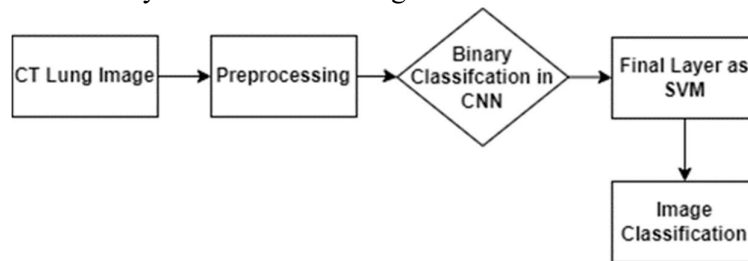 CT Lung Image
Preprocessing
Binary
Classifcation in
CNN
Final Layer as
SVM
Image
Classification